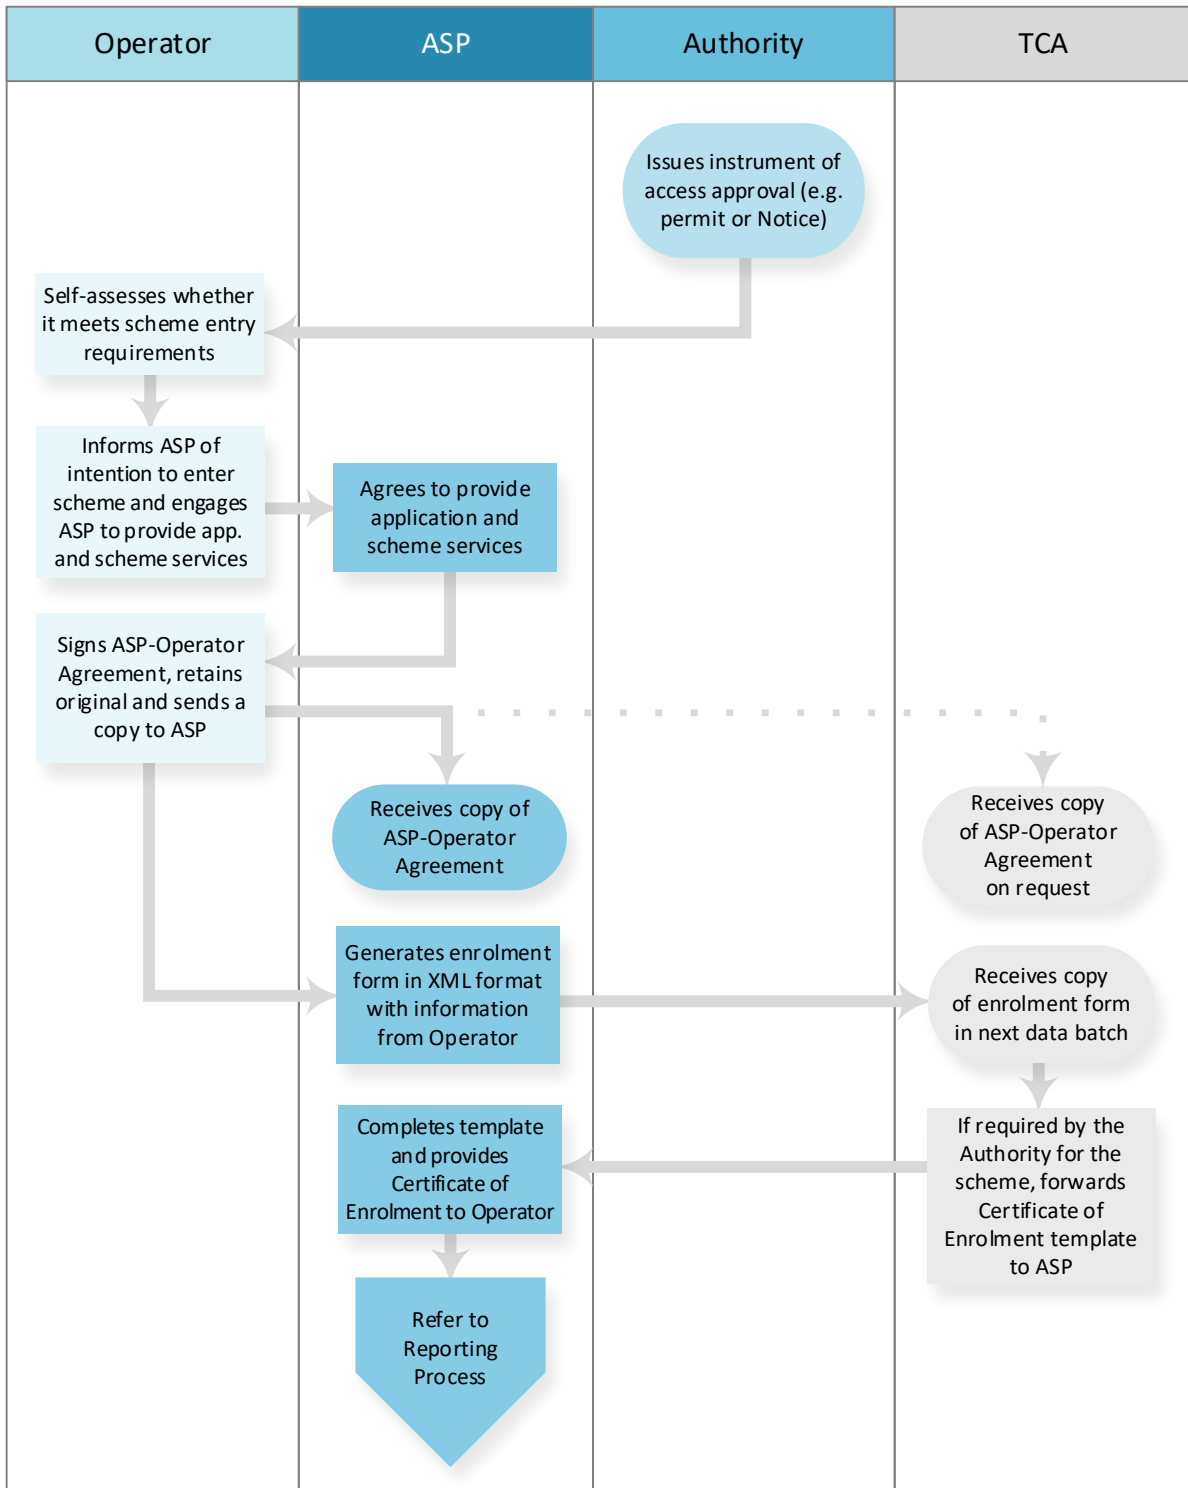 Operator
ASP
Authority
TCA
Issues instrument of
access approval (e.g.
permit or Notice)
Self-assesses whether
it meets scheme entry
requirements
Informs ASP of
intention to enter
scheme and engages
ASP to provide app.
and scheme services
Agrees to provide
application and
scheme services
Signs ASP-Operator
Agreement, retains
original and sends a
copy to ASP
Receives copy of
ASP-Operator
Agreement
Receives copy
of ASP-Operator
Agreement
on request
Generates enrolment
form in XML format
with information
from Operator
Receives copy
of enrolment form
in next data batch
Completes template
and provides
Certificate of
Enrolment to Operator
If required by the
Authority for the
scheme, forwards
Certificate of
Enrolment template
to ASP
Refer to
Reporting
Process